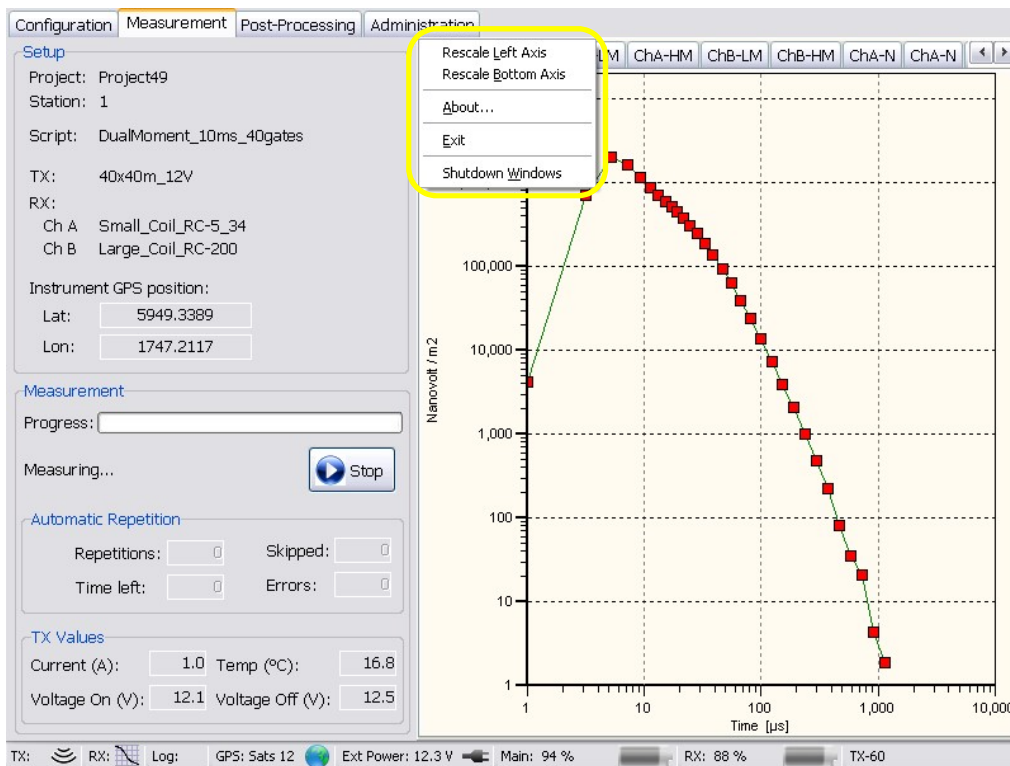 Configuration Measurement Post-Processing Administration
Setup
Project: Project49
Station: 1
Script: DualMoment_10ms_40gates
TX: 40x40m_12V
RX:
Ch A Small_Coil_RC-5_34
Ch B Large_Coil_RC-200
Instrument GPS position:
Lat: 5949.3389
Lon: 1747.2117
Measurement
Progress:
Measuring...
Stop
Automatic Repetition
Repetitions: 0 Skipped: 0
Time left: 0 Errors: 0
TX Values
Current (A): 1.0 Temp (ºC): 16.8
Voltage On (V): 12.1 Voltage Off (V): 12.5
Rescale Left Axis
Rescale Bottom Axis
About...
Exit
Shutdown Windows
LM ChA-HM ChB-LM ChB-HM ChA-N ChA-N
100,000
10,000
1,000
100
10
1
Nanovolt / m2
1 10 100 1,000 10,000
Time [µs]
TX: RX: Log: GPS: Sats 12 Ext Power: 12.3 V Main: 94 % RX: 88 % TX-60